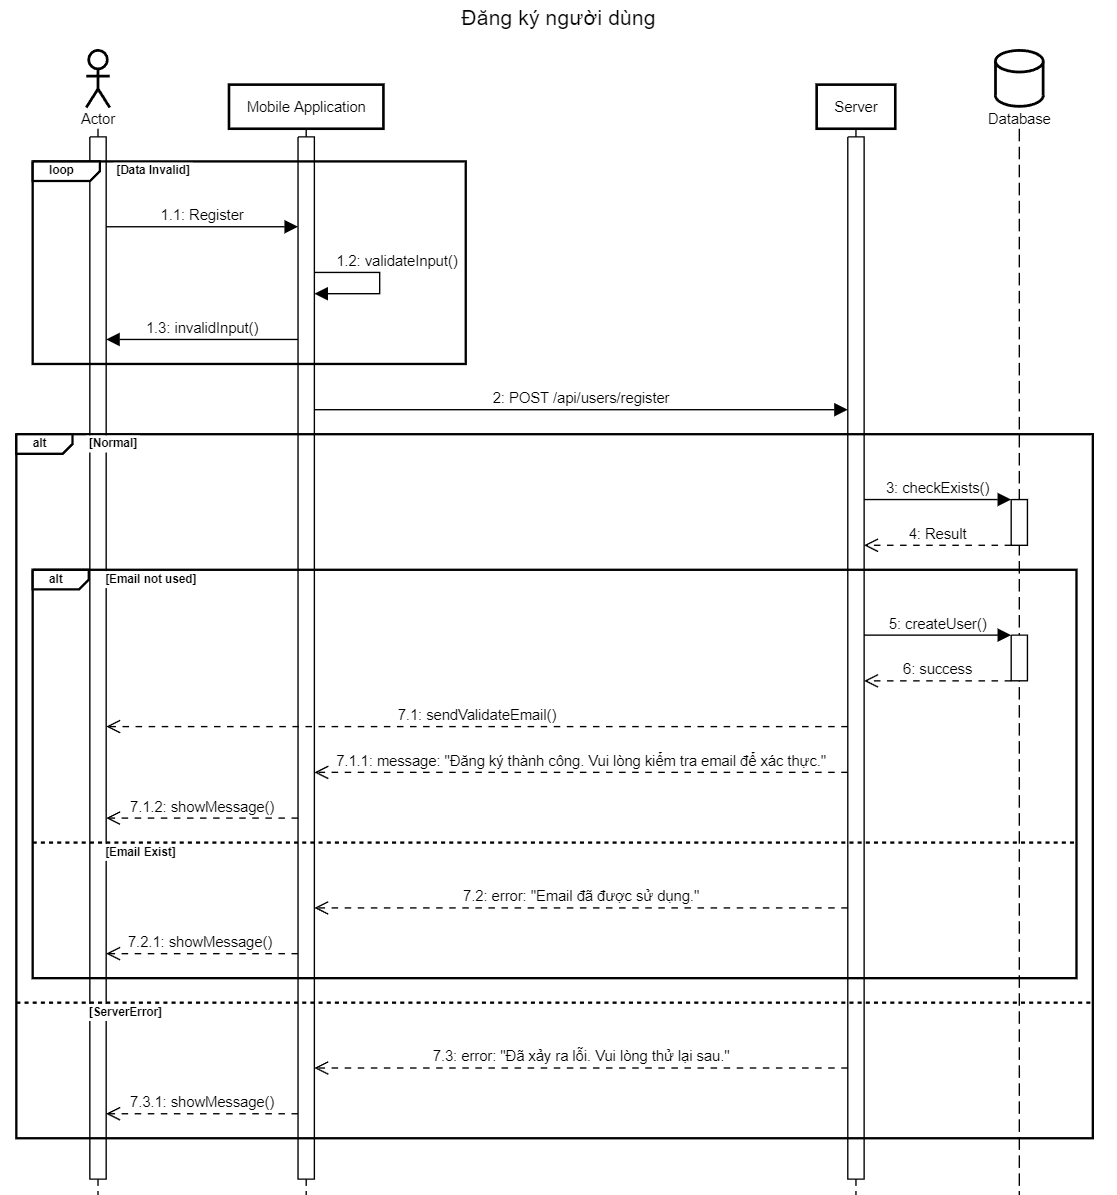 Đăng ký người dùng
Actor
Mobile Application
Server
Database
loop
[Data Invalid]
1.1: Register
1.2: validateInput()
1.3: invalidInput()
2: POST /api/users/register
alt
[Normal]
3: checkExists()
4: Result
alt
[Email not used]
5: createUser()
6: success
7.1: sendValidateEmail()
7.1.1: message: "Đăng ký thành công. Vui lòng kiểm tra email để xác thực."
7.1.2: showMessage()
[Email Exist]
7.2: error: "Email đã được sử dụng."
7.2.1: showMessage()
[ServerError]
7.3: error: "Đã xảy ra lỗi. Vui lòng thử lại sau."
7.3.1: showMessage()